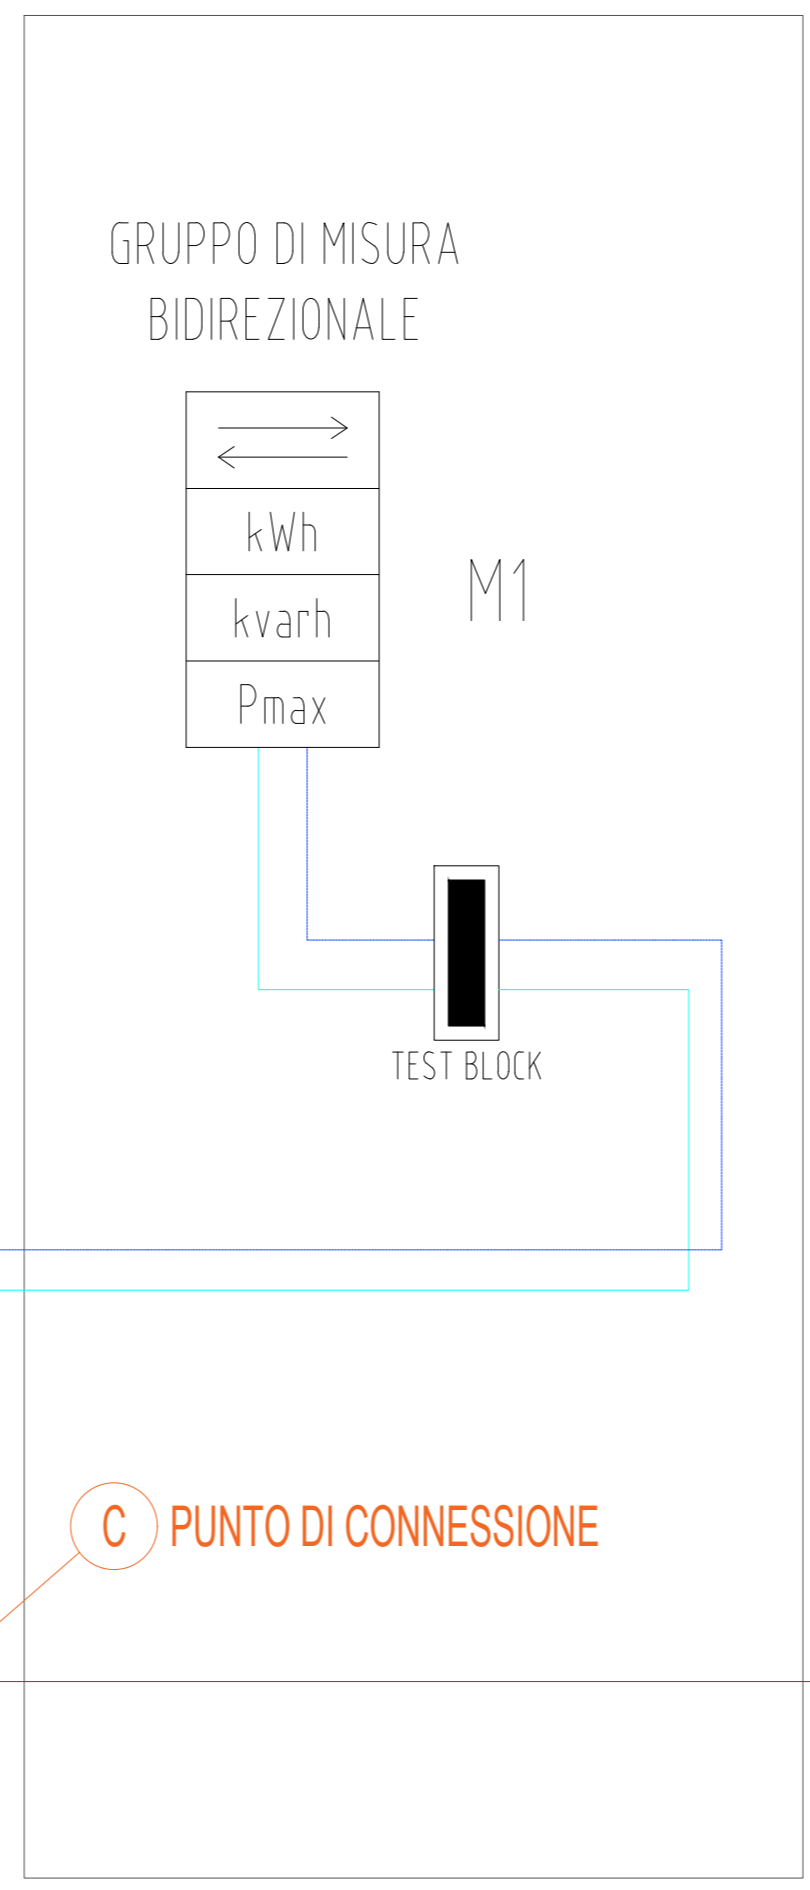 GRUPPO DI MISURA
BIDIREZIONALE
kWh
kvarh
Pmax
M1
TEST BLOCK
C PUNTO DI CONNESSIONE